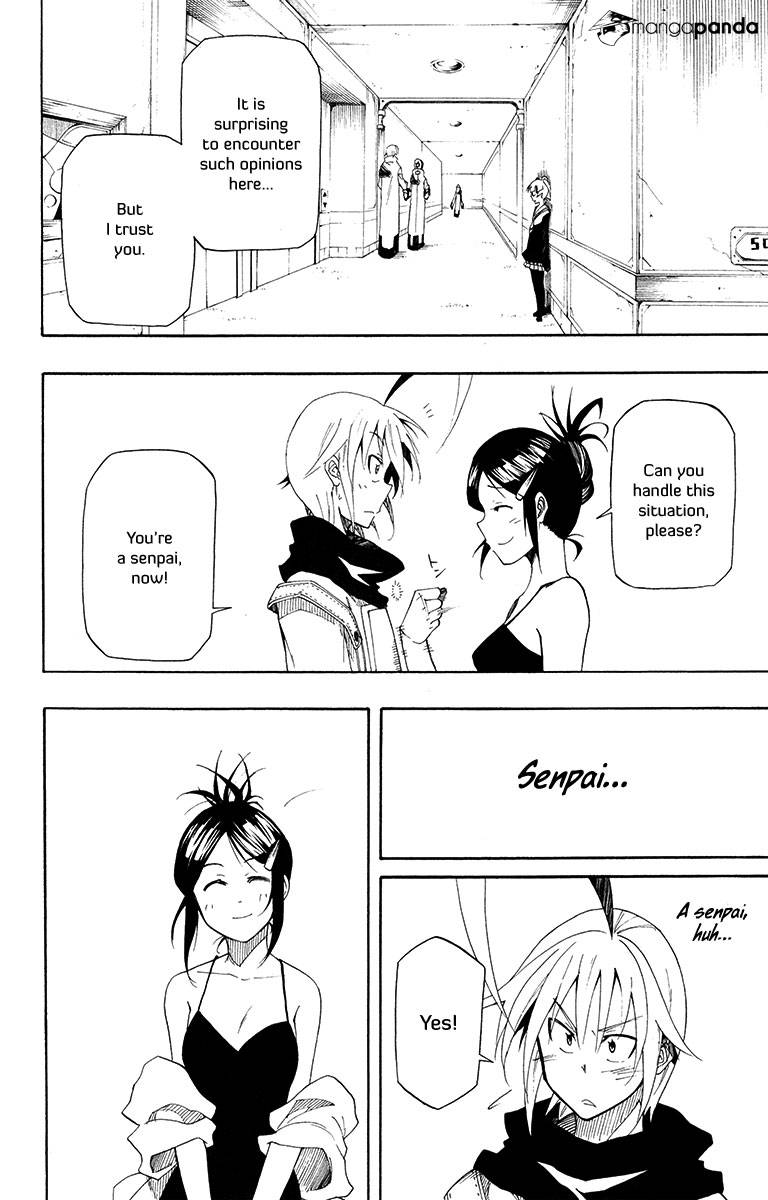 mangapanda
It is
surprising
to encounter
such opinions
here...
But
I trust
you.
Can you
handle this
situation,
please?
You're
a senpai,
now!
Senpai...
A senpai,
huh...
Yes!